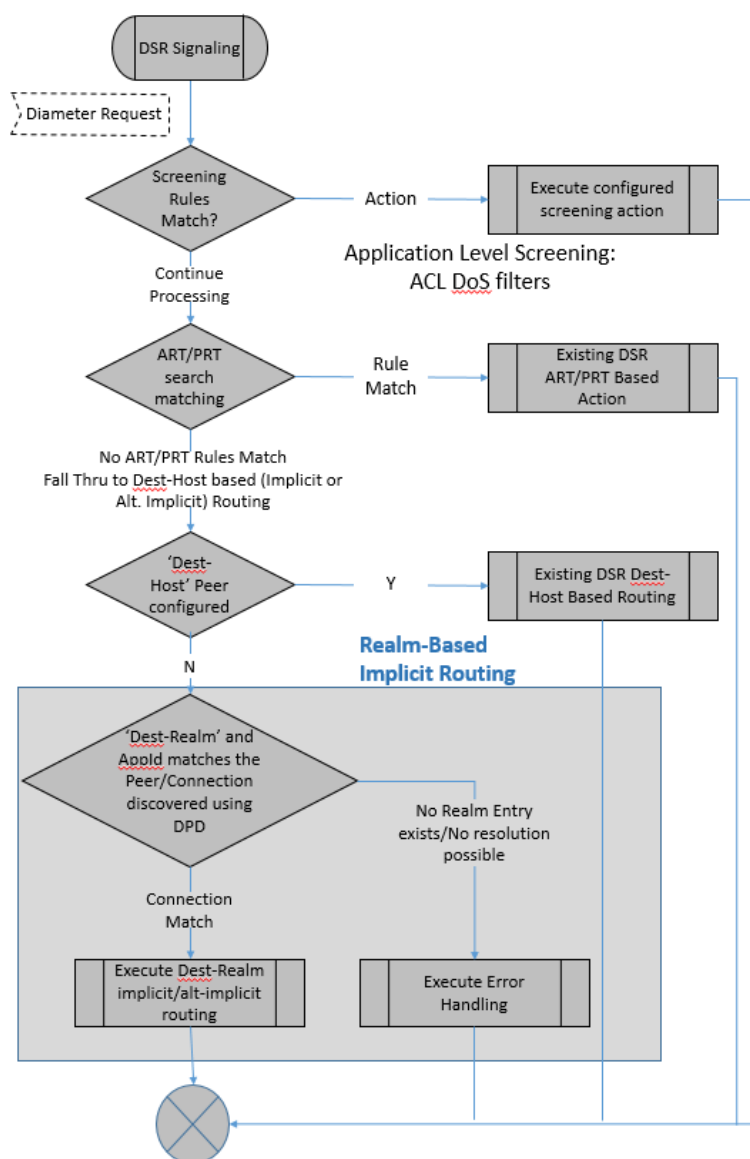 DSR Signaling
Diameter Request
Screening
Rules
Match?
Action
Execute configured
screening action
Application Level Screening:
ACL DoS filters
Continue
Processing
ART/PRT
search
matching
Rule
Match
Existing DSR
ART/PRT Based
Action
No ART/PRT Rules Match
Fall Thru to Dest-Host based (Implicit or
Alt. Implicit) Routing
‘Dest-
Host’ Peer
configured
Y
Existing DSR Dest-
Host Based Routing
N
Realm-Based
Implicit Routing
‘Dest-Realm’ and
AppId matches the
Peer/Connection
discovered using
DPD
No Realm Entry
exists/No resolution
possible
Connection
Match
Execute Dest-Realm
implicit/alt-implicit
routing
Execute Error
Handling